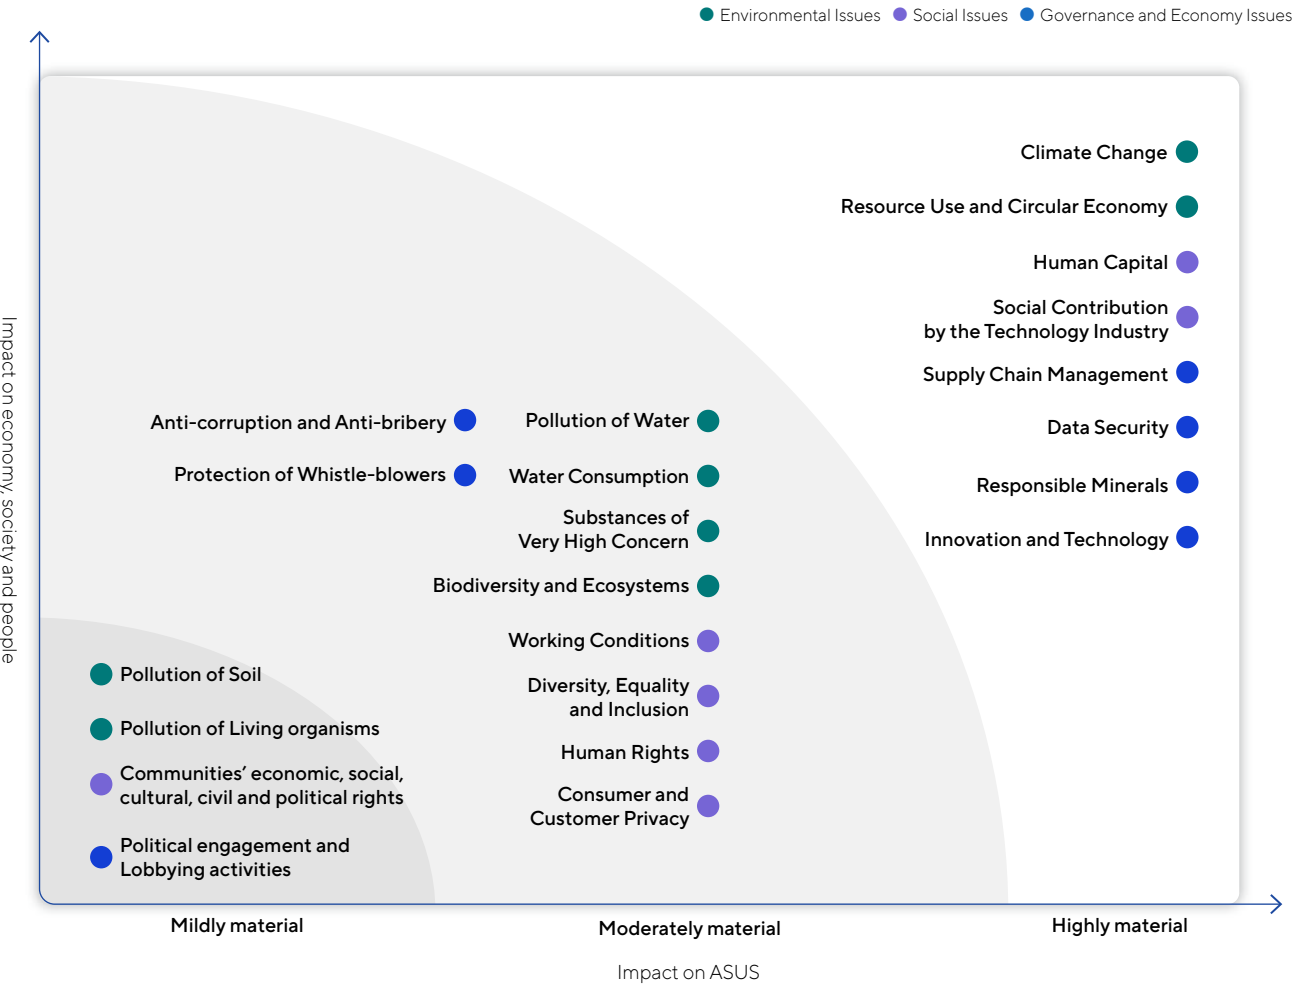 Environmental Issues
Social Issues
Governance and Economy Issues
Impact on economy, society and people
Climate Change
Resource Use and Circular Economy
Human Capital
Social Contribution
by the Technology Industry
Supply Chain Management
Data Security
Responsible Minerals
Innovation and Technology
Anti-corruption and Anti-bribery
Protection of Whistle-blowers
Pollution of Water
Water Consumption
Substances of
Very High Concern
Biodiversity and Ecosystems
Working Conditions
Diversity, Equality
and Inclusion
Human Rights
Consumer and
Customer Privacy
Pollution of Soil
Pollution of Living organisms
Communities’ economic, social,
cultural, civil and political rights
Political engagement and
Lobbying activities
Mildly material
Moderately material
Highly material
Impact on ASUS